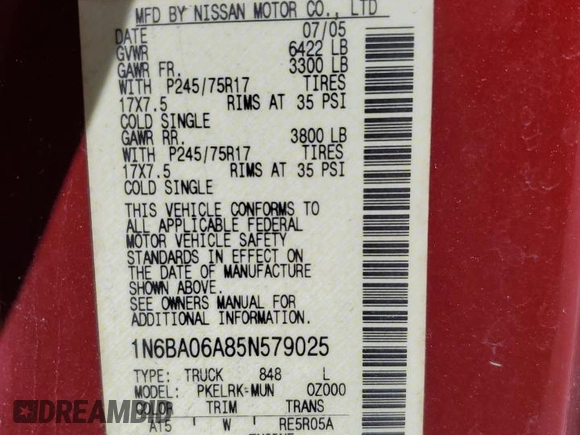 MFD BY NISSAN MOTOR CO., LTD
DATE 07/05
GVWR 6422 LB
GAWR FR. 3300 LB
WITH P245/75R17 TIRES
17X7.5 RIMS AT 35 PSI
COLD SINGLE
GAWR RR. 3800 LB
WITH P245/75R17 TIRES
17X7.5 RIMS AT 35 PSI
COLD SINGLE
THIS VEHICLE CONFORMS TO
ALL APPLICABLE FEDERAL
MOTOR VEHICLE SAFETY
STANDARDS IN EFFECT ON
THE DATE OF MANUFACTURE
SHOWN ABOVE.
SEE OWNERS MANUAL FOR
ADDITIONAL INFORMATION
1N6BA06A85N579025
TYPE: TRUCK 848 L
MODEL: PKELRK-MUN OZ000
COLOR TRIM TRANS
A15 W RE5R05A
DREAMBID